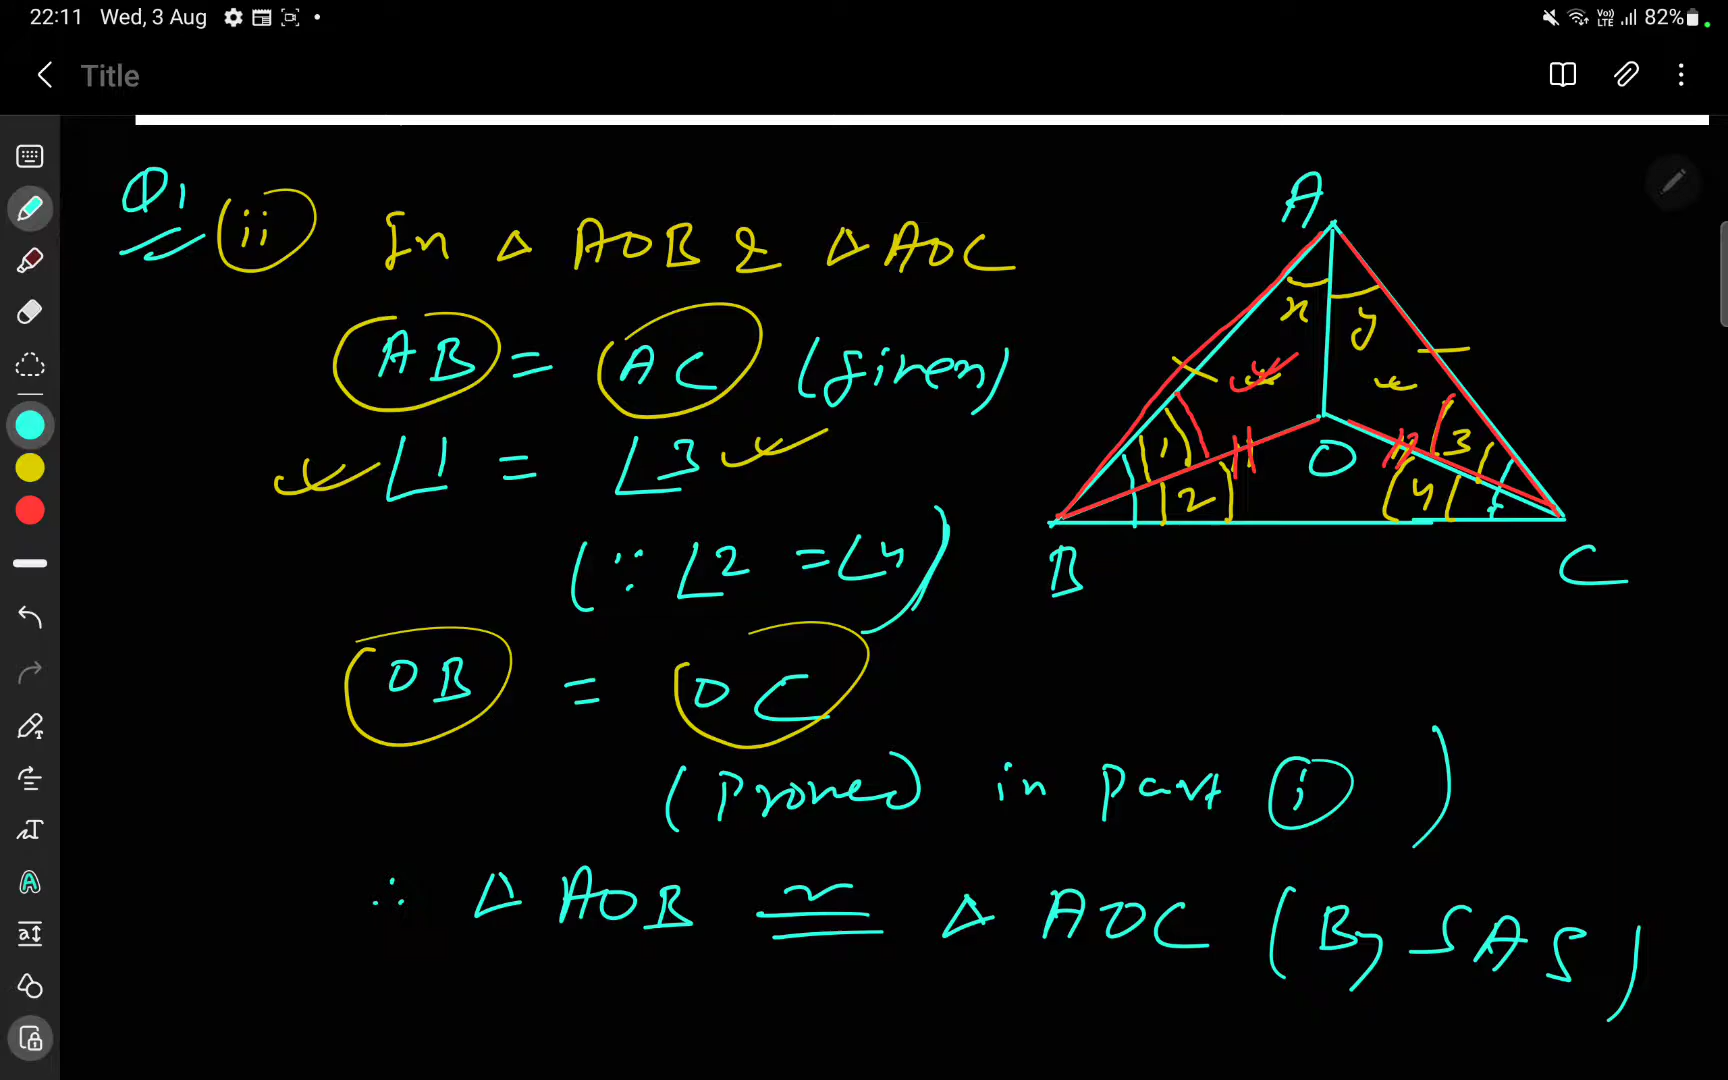 22:11 Wed, 3 Aug
82%
Title
Q1
(ii) In △ AOB & △ AOC
AB = AC (given)
∠1 = ∠3
(∵ ∠2 = ∠4)
OB = OC
(Proved in part (i))
∴ △ AOB ≅ △ AOC (By SAS)
A
x y
1 3
O
2 4
B C